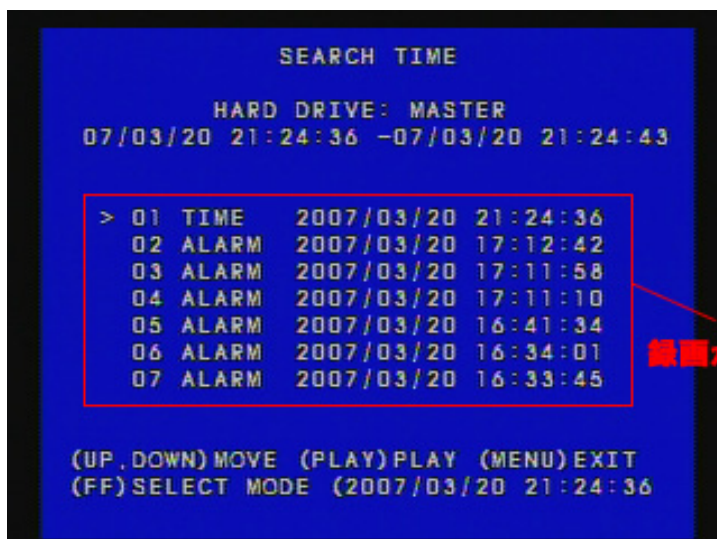 SEARCH TIME
HARD DRIVE: MASTER
07/03/20 21:24:36 -07/03/20 21:24:43
> 01 TIME 2007/03/20 21:24:36
02 ALARM 2007/03/20 17:12:42
03 ALARM 2007/03/20 17:11:58
04 ALARM 2007/03/20 17:11:10
05 ALARM 2007/03/20 16:41:34
06 ALARM 2007/03/20 16:34:01
07 ALARM 2007/03/20 16:33:45
録画
(UP,DOWN)MOVE (PLAY)PLAY (MENU)EXIT
(FF)SELECT MODE (2007/03/20 21:24:36